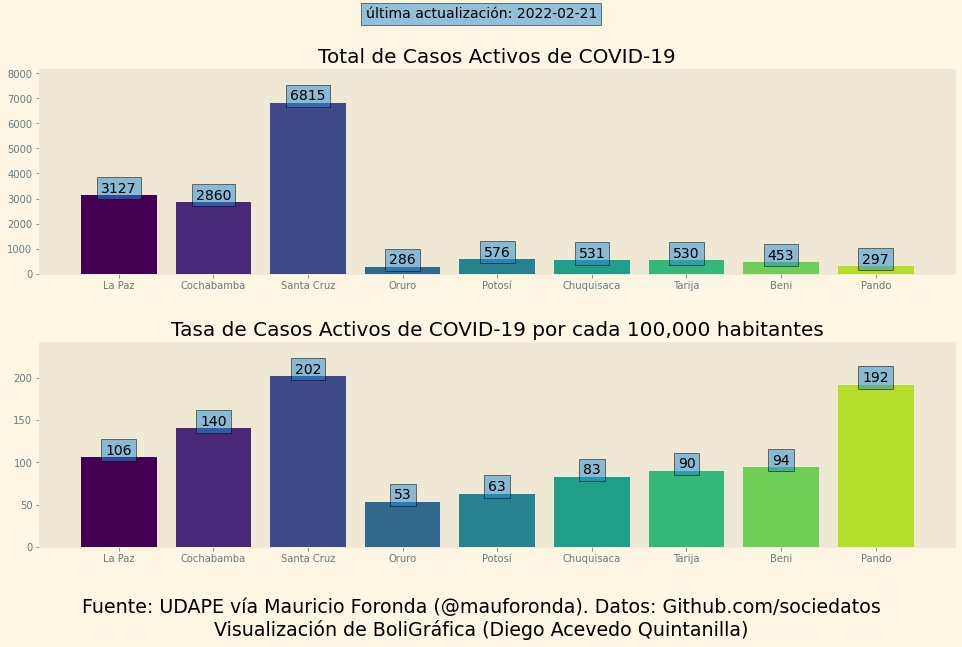 última actualización: 2022-02-21
Total de Casos Activos de COVID-19
8000
7000
6000
5000
4000
3000
2000
1000
0
3127
2860
6815
286
576
531
530
453
297
La Paz
Cochabamba
Santa Cruz
Oruro
Potosí
Chuquisaca
Tarija
Beni
Pando
Tasa de Casos Activos de COVID-19 por cada 100,000 habitantes
200
150
100
50
0
106
140
202
53
63
83
90
94
192
La Paz
Cochabamba
Santa Cruz
Oruro
Potosí
Chuquisaca
Tarija
Beni
Pando
Fuente: UDAPE vía Mauricio Foronda (@mauforonda). Datos: Github.com/sociedatos
Visualización de BoliGráfica (Diego Acevedo Quintanilla)